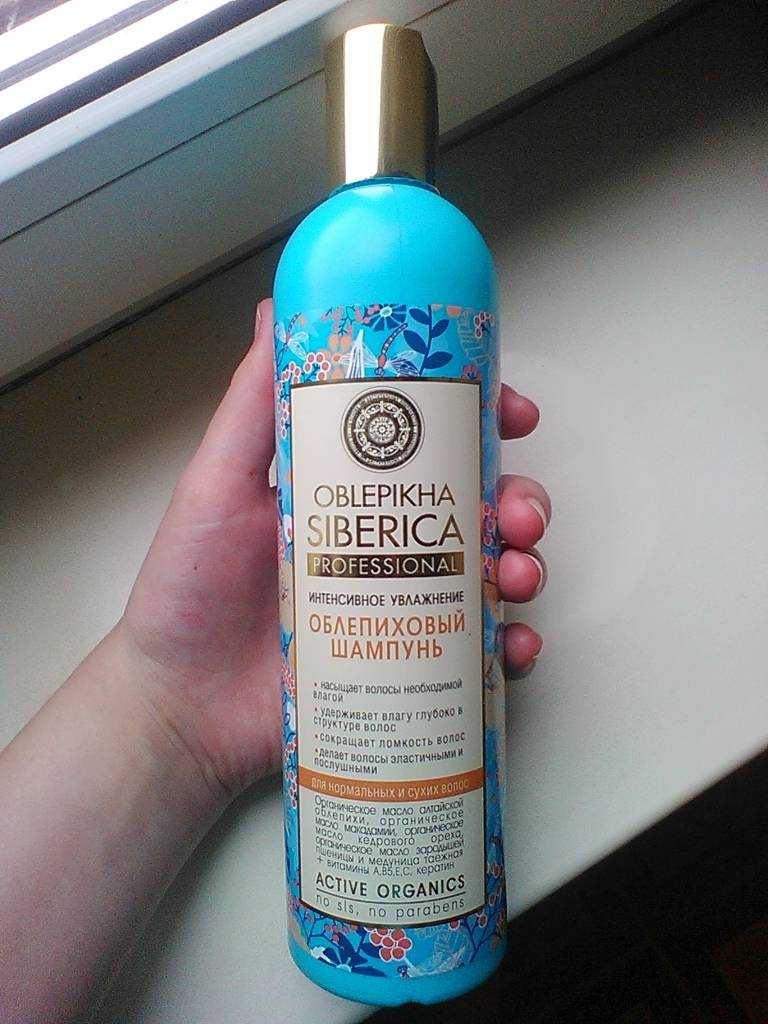 OBLEPIKHA
SIBERICA
PROFESSIONAL
ИНТЕНСИВНОЕ УВЛАЖНЕНИЕ
ОБЛЕПИХОВЫЙ
ШАМПУНЬ
• насыщает волосы необходимой
влагой
• удерживает влагу глубоко в
структуре волос
• сокращает ломкость волос
• делает волосы эластичными и
послушными
для нормальных и сухих волос
Органическое масло алтайской
облепихи, органическое
масло макадамии, органическое
масло кедрового ореха,
органическое масло зародышей
пшеницы и медуница таежная
+ витамины A,B5,E,C, кератин
ACTIVE ORGANICS
no sls, no parabens